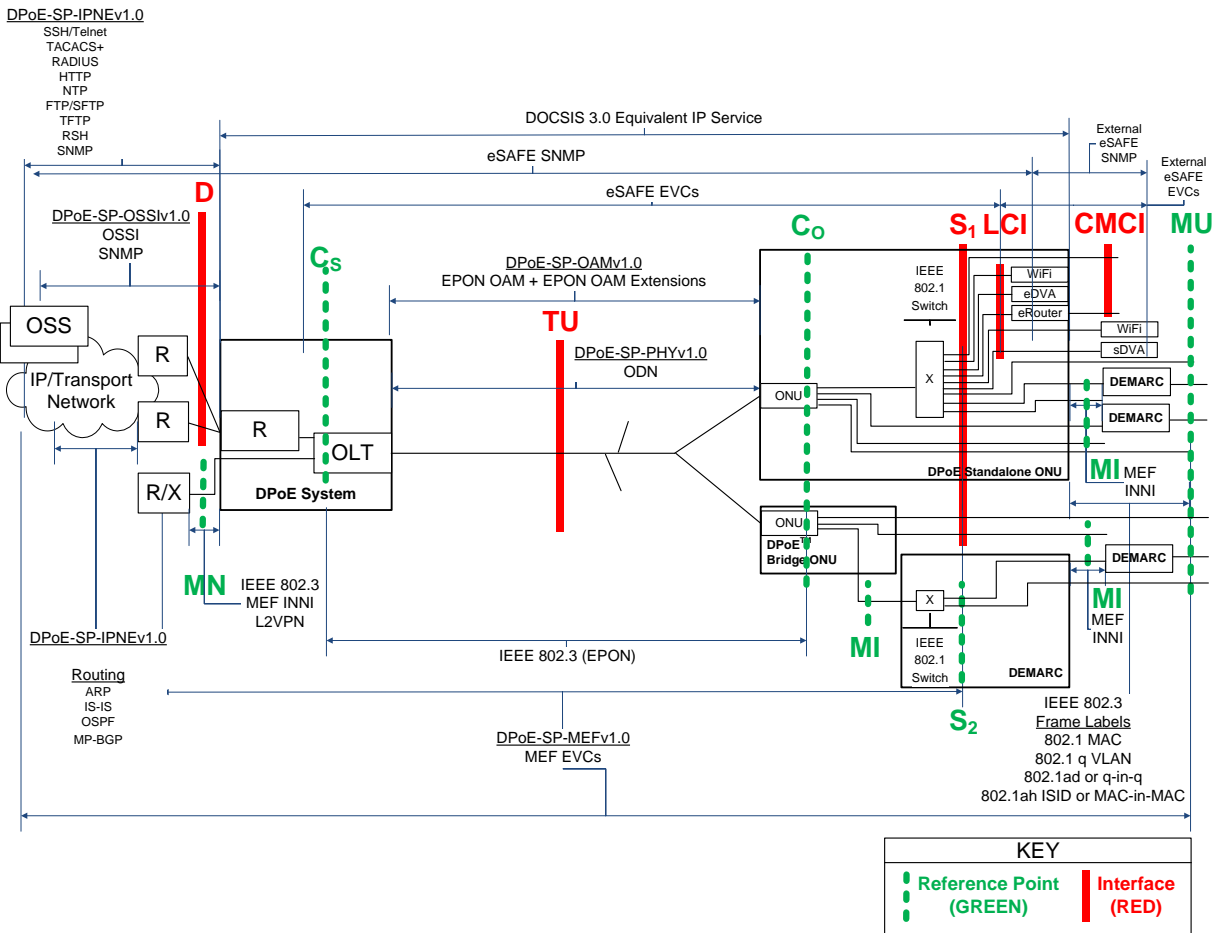 DPoE-SP-IPNEv1.0
SSH/Telnet
TACACS+
RADIUS
HTTP
NTP
FTP/SFTP
TFTP
RSH
SNMP
DOCSIS 3.0 Equivalent IP Service
eSAFE SNMP
External
eSAFE
SNMP
External
eSAFE
EVCs
eSAFE EVCs
D
DPoE-SP-OSSIv1.0
OSSI
SNMP
CS
DPoE-SP-OAMv1.0
EPON OAM + EPON OAM Extensions
TU
DPoE-SP-PHYv1.0
ODN
CO
S1
LCI
CMCI
MU
IEEE
802.1
Switch
WiFi
eDVA
eRouter
WiFi
sDVA
X
ONU
DEMARC
DEMARC
DPoE Standalone ONU
MI
MEF
INNI
OSS
IP/Transport
Network
R
R
R
OLT
R/X
DPoE System
MN
IEEE 802.3
MEF INNI
L2VPN
ONU
DPoE™
Bridge ONU
MI
X
IEEE
802.1
Switch
DEMARC
DEMARC
MI
MEF
INNI
DPoE-SP-IPNEv1.0
Routing
ARP
IS-IS
OSPF
MP-BGP
IEEE 802.3 (EPON)
S2
DPoE-SP-MEFv1.0
MEF EVCs
IEEE 802.3
Frame Labels
802.1 MAC
802.1 q VLAN
802.1ad or q-in-q
802.1ah ISID or MAC-in-MAC
KEY
Reference Point
(GREEN)
Interface
(RED)